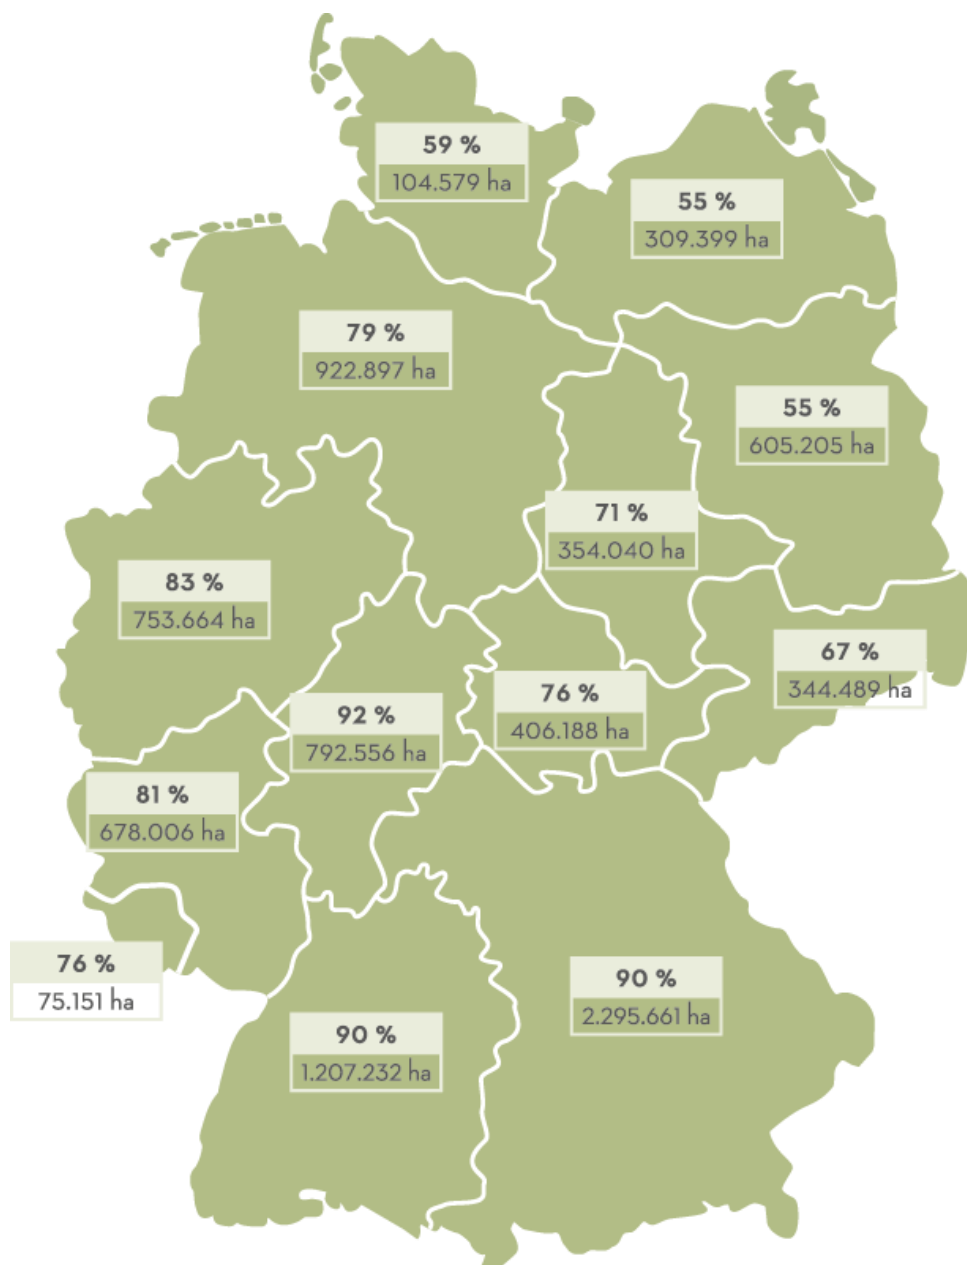 59 %
104.579 ha
55 %
309.399 ha
79 %
922.897 ha
55 %
605.205 ha
71 %
354.040 ha
83 %
753.664 ha
67 %
344.489 ha
76 %
406.188 ha
92 %
792.556 ha
81 %
678.006 ha
76 %
75.151 ha
90 %
2.295.661 ha
90 %
1.207.232 ha